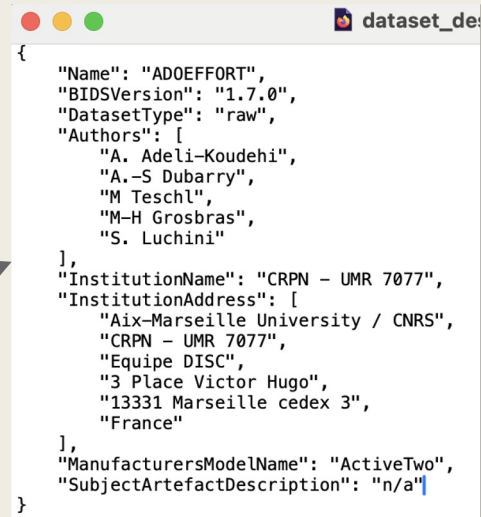 dataset_des
{
    "Name": "ADOEFFORT",
    "BIDSVersion": "1.7.0",
    "DatasetType": "raw",
    "Authors": [
        "A. Adeli-Koudehi",
        "A.-S Dubarry",
        "M Teschl",
        "M-H Grosbras",
        "S. Luchini"
    ],
    "InstitutionName": "CRPN - UMR 7077",
    "InstitutionAddress": [
        "Aix-Marseille University / CNRS",
        "CRPN - UMR 7077",
        "Equipe DISC",
        "3 Place Victor Hugo",
        "13331 Marseille cedex 3",
        "France"
    ],
    "ManufacturersModelName": "ActiveTwo",
    "SubjectArtefactDescription": "n/a"
}